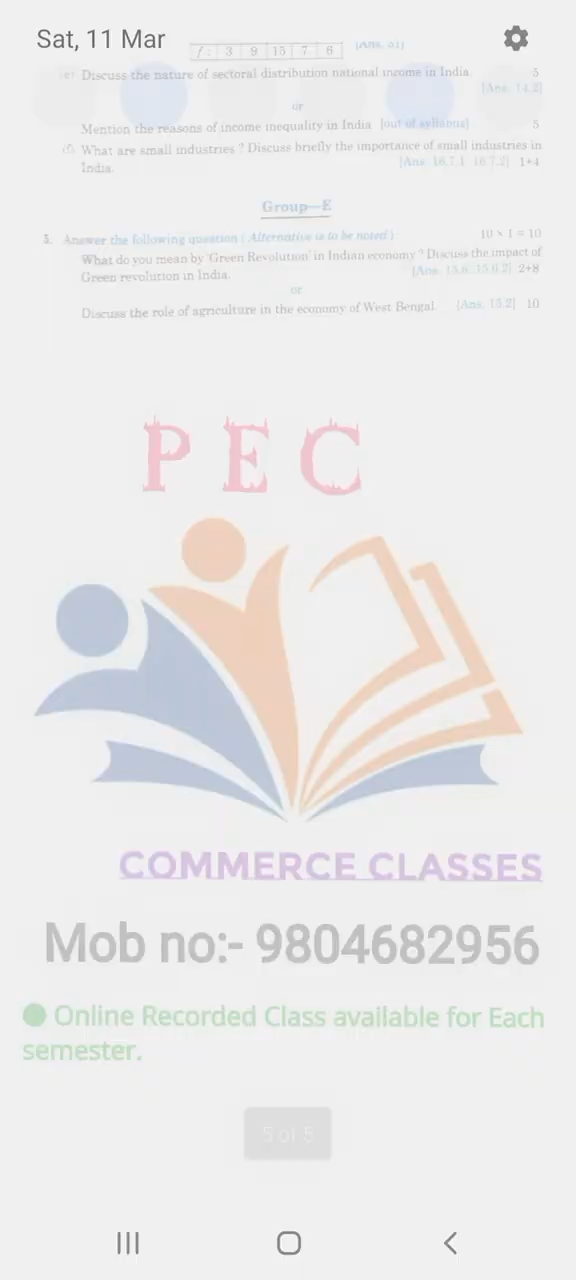 Sat, 11 Mar
f : 3 9 15 7 6 [Ans. 51]
(e) Discuss the nature of sectoral distribution national income in India. 5
[Ans. 14.2]
or
Mention the reasons of income inequality in India [out of syllabus] 5
(f) What are small industries ? Discuss briefly the importance of small industries in
India. [Ans. 16.7.1, 16.7.2] 1+4
Group—E
5. Answer the following question (Alternative is to be noted) : 10 × 1 = 10
What do you mean by 'Green Revolution' in Indian economy ? Discuss the impact of
Green revolution in India. [Ans. 15.6, 15.6.2] 2+8
or
Discuss the role of agriculture in the economy of West Bengal. [Ans. 15.2] 10
P E C
COMMERCE CLASSES
Mob no:- 9804682956
Online Recorded Class available for Each
semester.
5 of 5